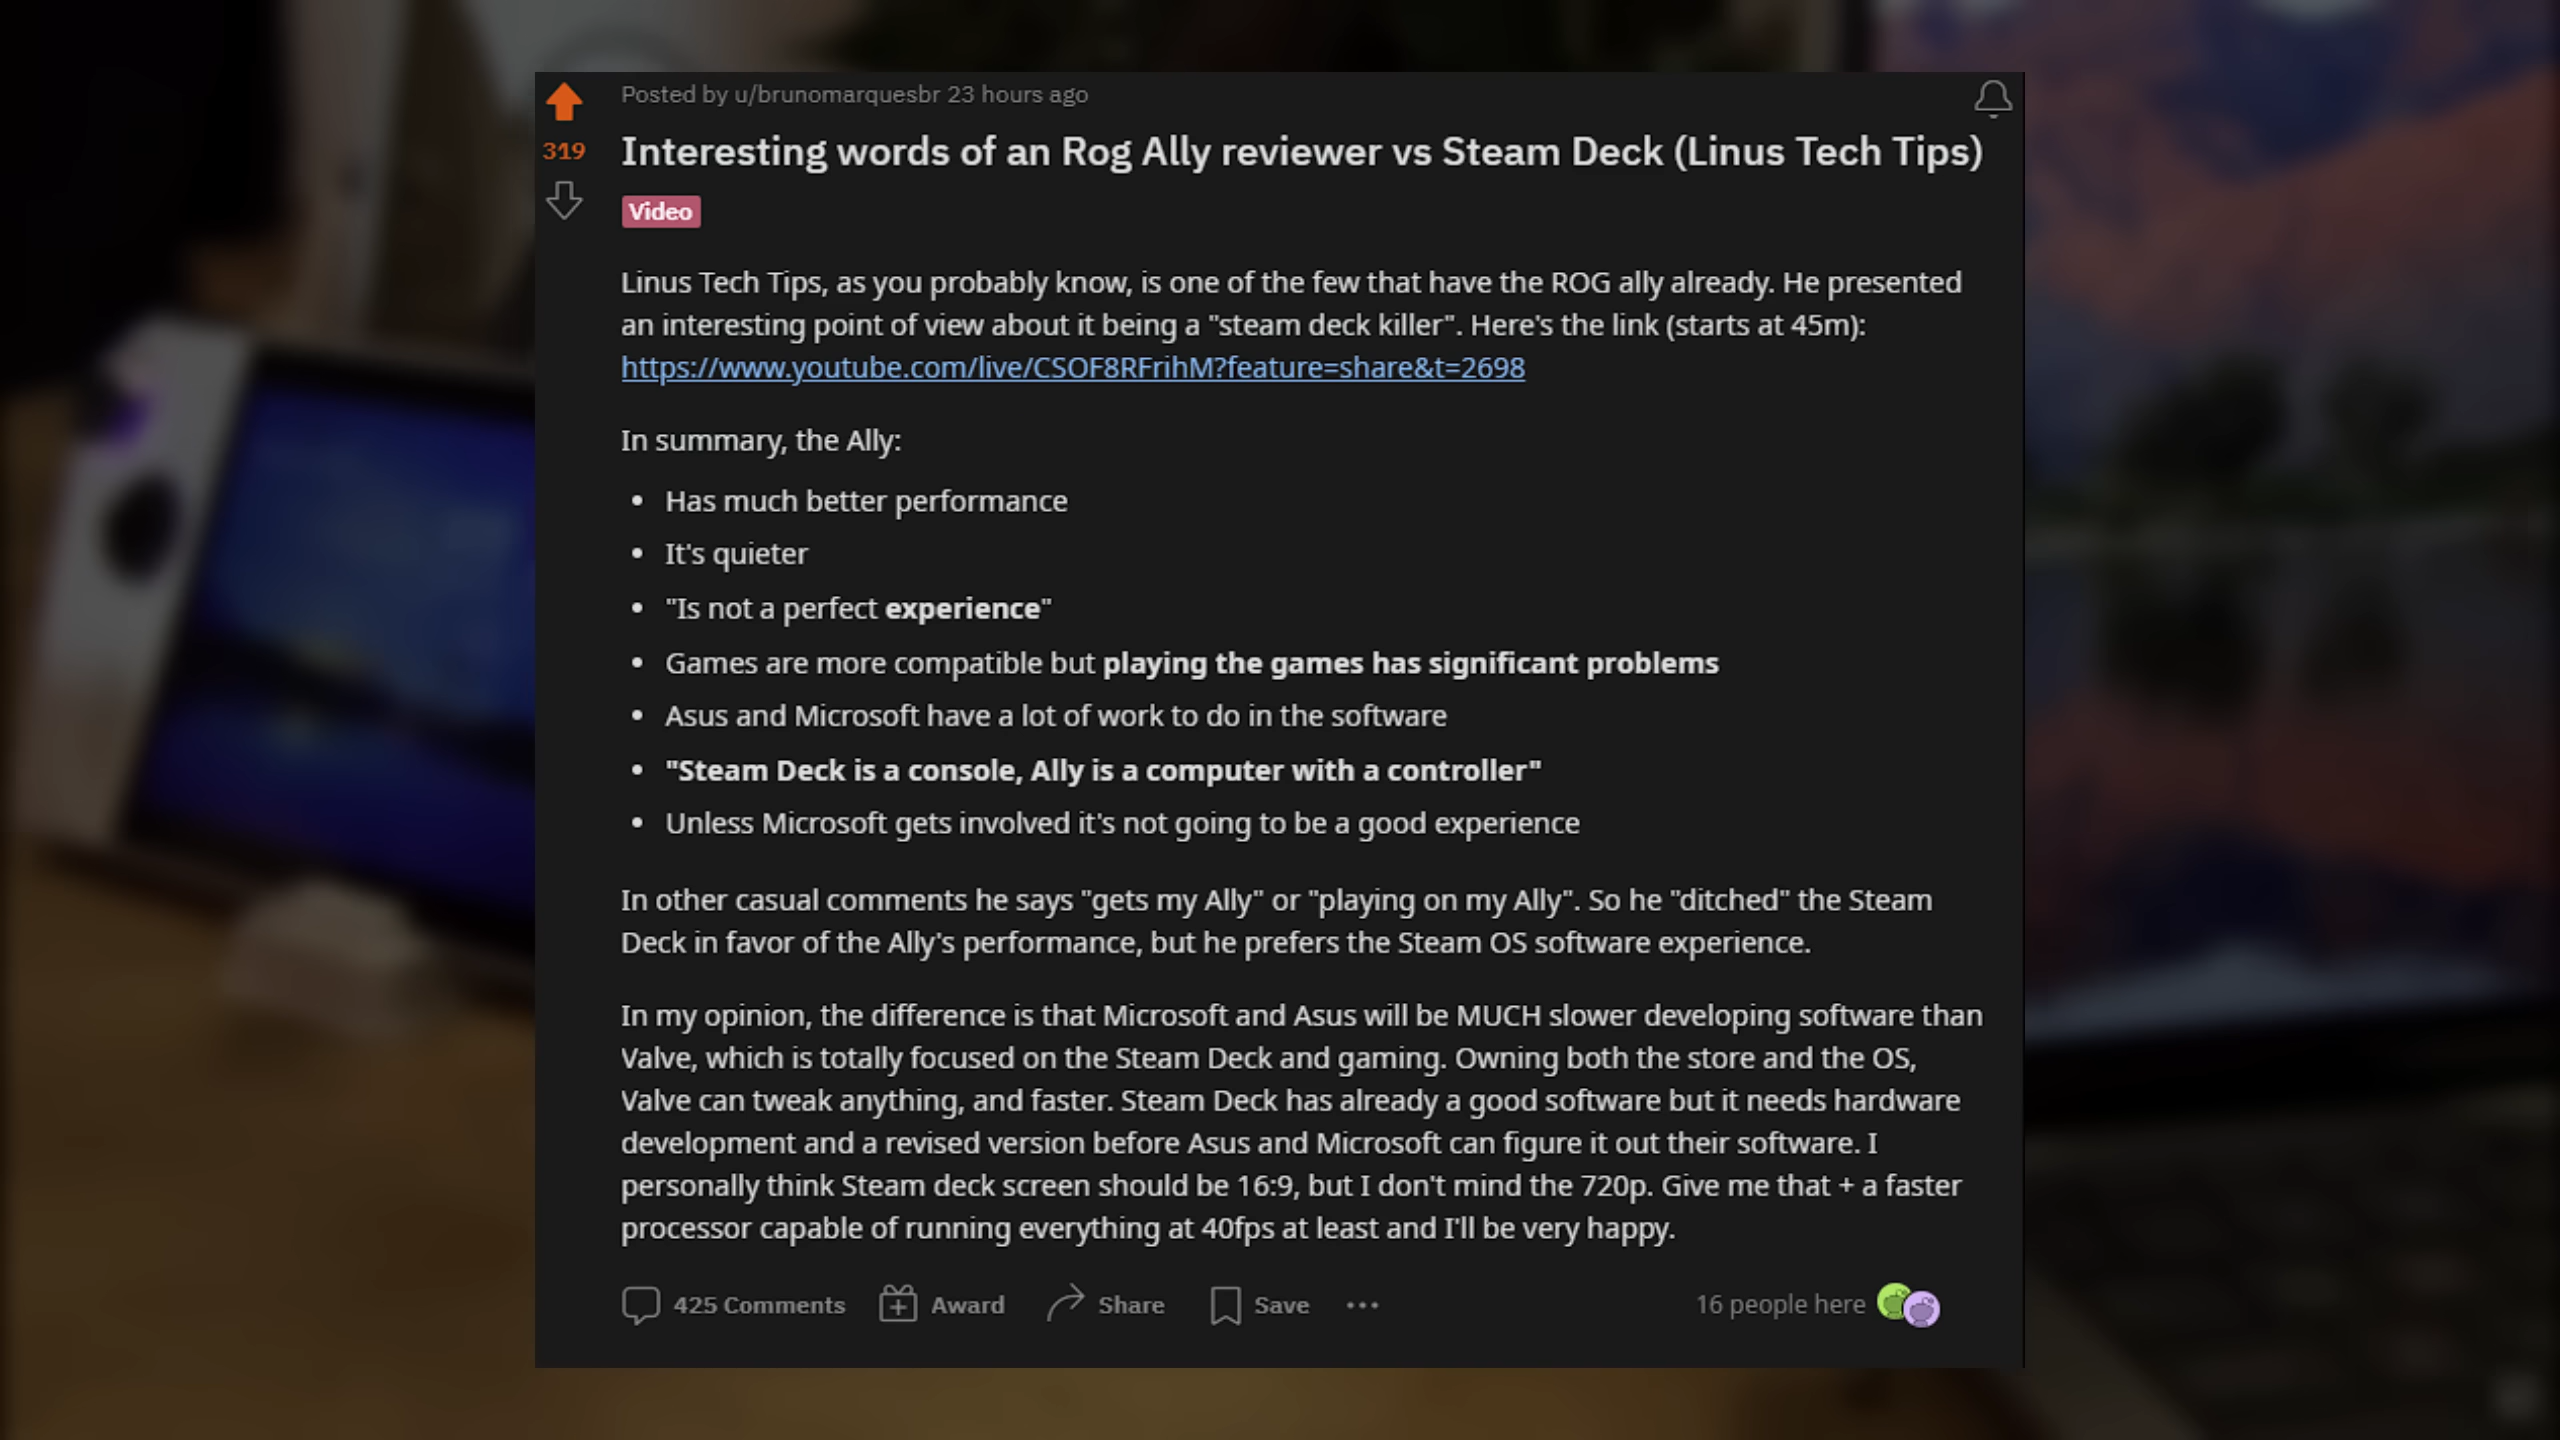 Posted by u/brunomarquesbr 23 hours ago
319
Interesting words of an Rog Ally reviewer vs Steam Deck (Linus Tech Tips)
Video
Linus Tech Tips, as you probably know, is one of the few that have the ROG ally already. He presented
an interesting point of view about it being a "steam deck killer". Here's the link (starts at 45m):
https://www.youtube.com/live/CSOF8RFrihM?feature=share&t=2698
In summary, the Ally:
• Has much better performance
• It's quieter
• "Is not a perfect experience"
• Games are more compatible but playing the games has significant problems
• Asus and Microsoft have a lot of work to do in the software
• "Steam Deck is a console, Ally is a computer with a controller"
• Unless Microsoft gets involved it's not going to be a good experience
In other casual comments he says "gets my Ally" or "playing on my Ally". So he "ditched" the Steam
Deck in favor of the Ally's performance, but he prefers the Steam OS software experience.
In my opinion, the difference is that Microsoft and Asus will be MUCH slower developing software than
Valve, which is totally focused on the Steam Deck and gaming. Owning both the store and the OS,
Valve can tweak anything, and faster. Steam Deck has already a good software but it needs hardware
development and a revised version before Asus and Microsoft can figure it out their software. I
personally think Steam deck screen should be 16:9, but I don't mind the 720p. Give me that + a faster
processor capable of running everything at 40fps at least and I'll be very happy.
425 Comments Award Share Save ••• 16 people here